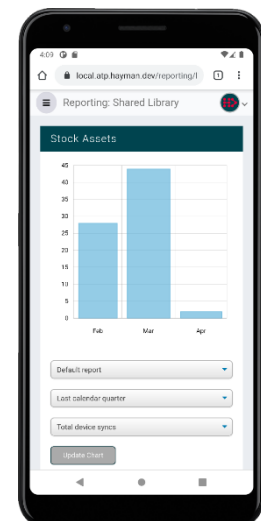 4:09
local.atp.hayman.dev/reporting/l
Reporting: Shared Library
Stock Assets
45
40
35
30
25
20
15
10
5
0
Feb Mar Apr
Default report
Last calendar quarter
Total device syncs
Update Chart